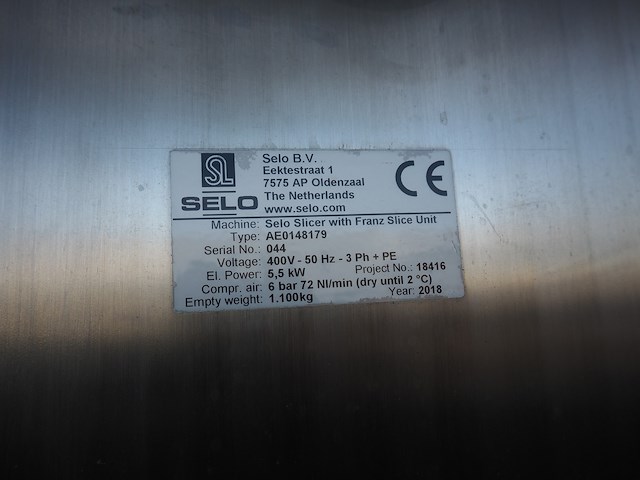 SL
SELO
Selo B.V.
Eektestraat 1
7575 AP Oldenzaal
The Netherlands
www.selo.com
CE
Machine: Selo Slicer with Franz Slice Unit
Type: AE0148179
Serial No.: 044
Voltage: 400V - 50 Hz - 3 Ph + PE
El. Power: 5,5 kW Project No.: 18416
Compr. air: 6 bar 72 Nl/min (dry until 2 °C)
Empty weight: 1.100kg Year: 2018